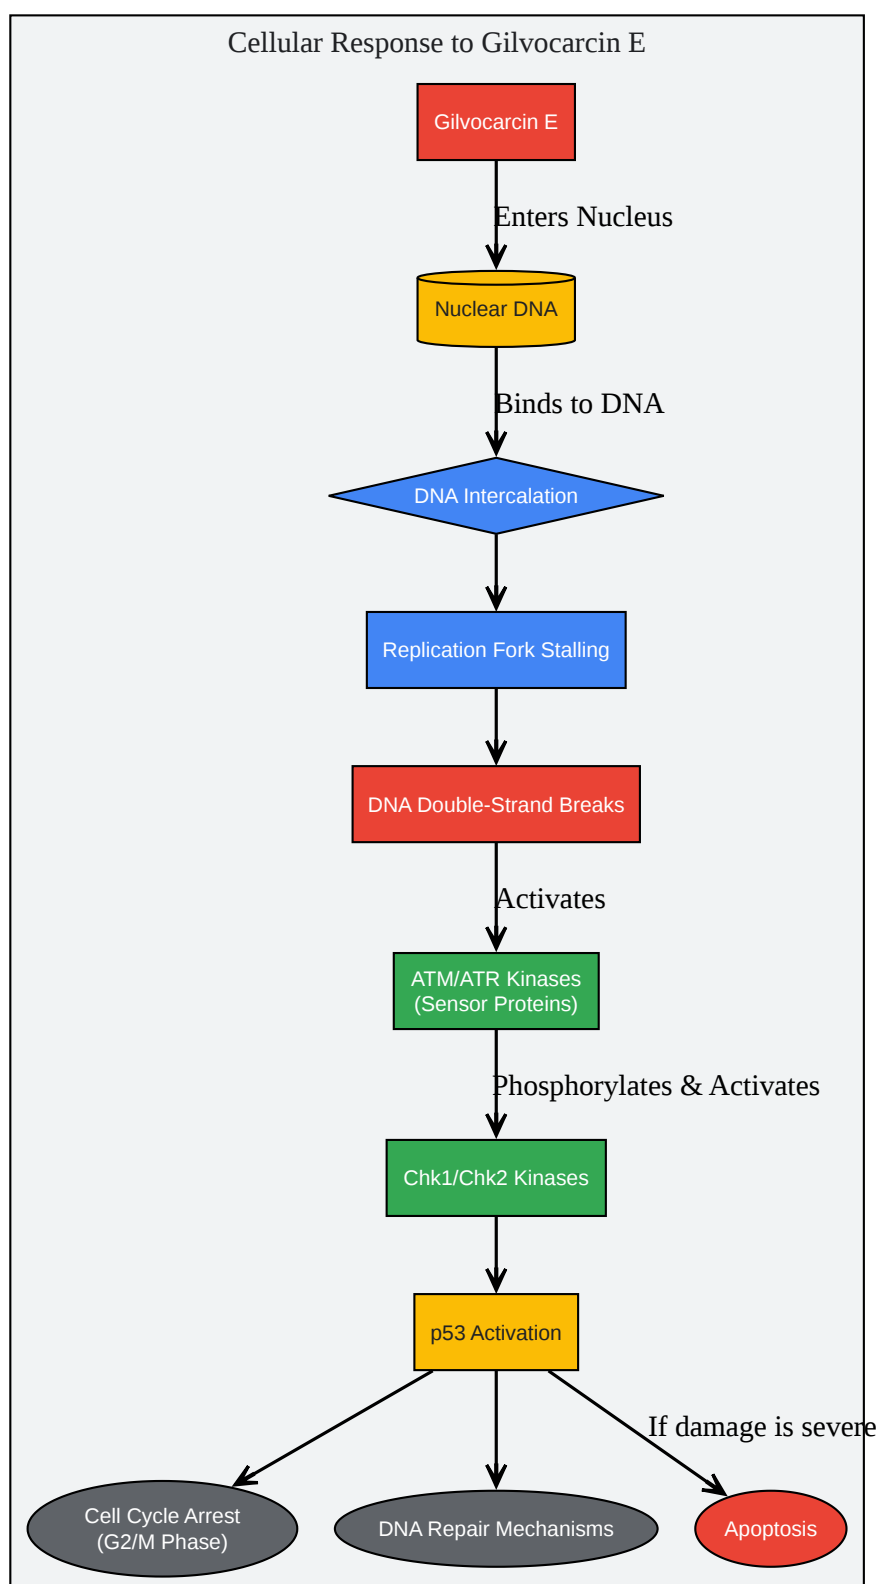 Cellular Response to Gilvocarcin E
Gilvocarcin E
Enters Nucleus
Nuclear DNA
Binds to DNA
DNA Intercalation
Replication Fork Stalling
DNA Double-Strand Breaks
Activates
ATM/ATR Kinases
(Sensor Proteins)
Phosphorylates & Activates
Chk1/Chk2 Kinases
p53 Activation
If damage is severe
Cell Cycle Arrest
(G2/M Phase)
DNA Repair Mechanisms
Apoptosis